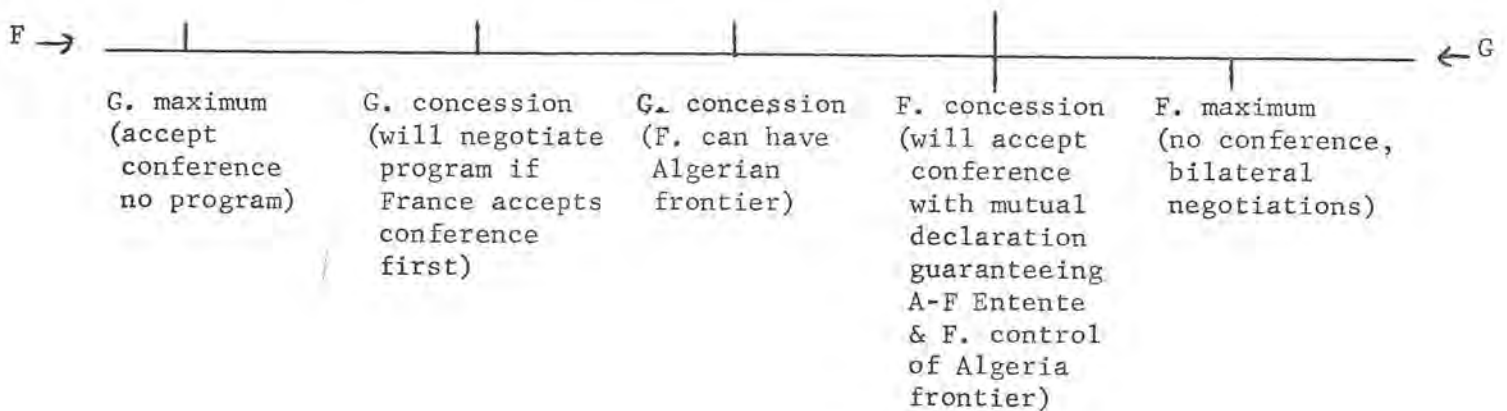 F → ← G
G. maximum
(accept
conference
no program)
G. concession
(will negotiate
program if
France accepts
conference
first)
G. concession
(F. can have
Algerian
frontier)
F. concession
(will accept
conference
with mutual
declaration
guaranteeing
A-F Entente
& F. control
of Algeria
frontier)
F. maximum
(no conference,
bilateral
negotiations)